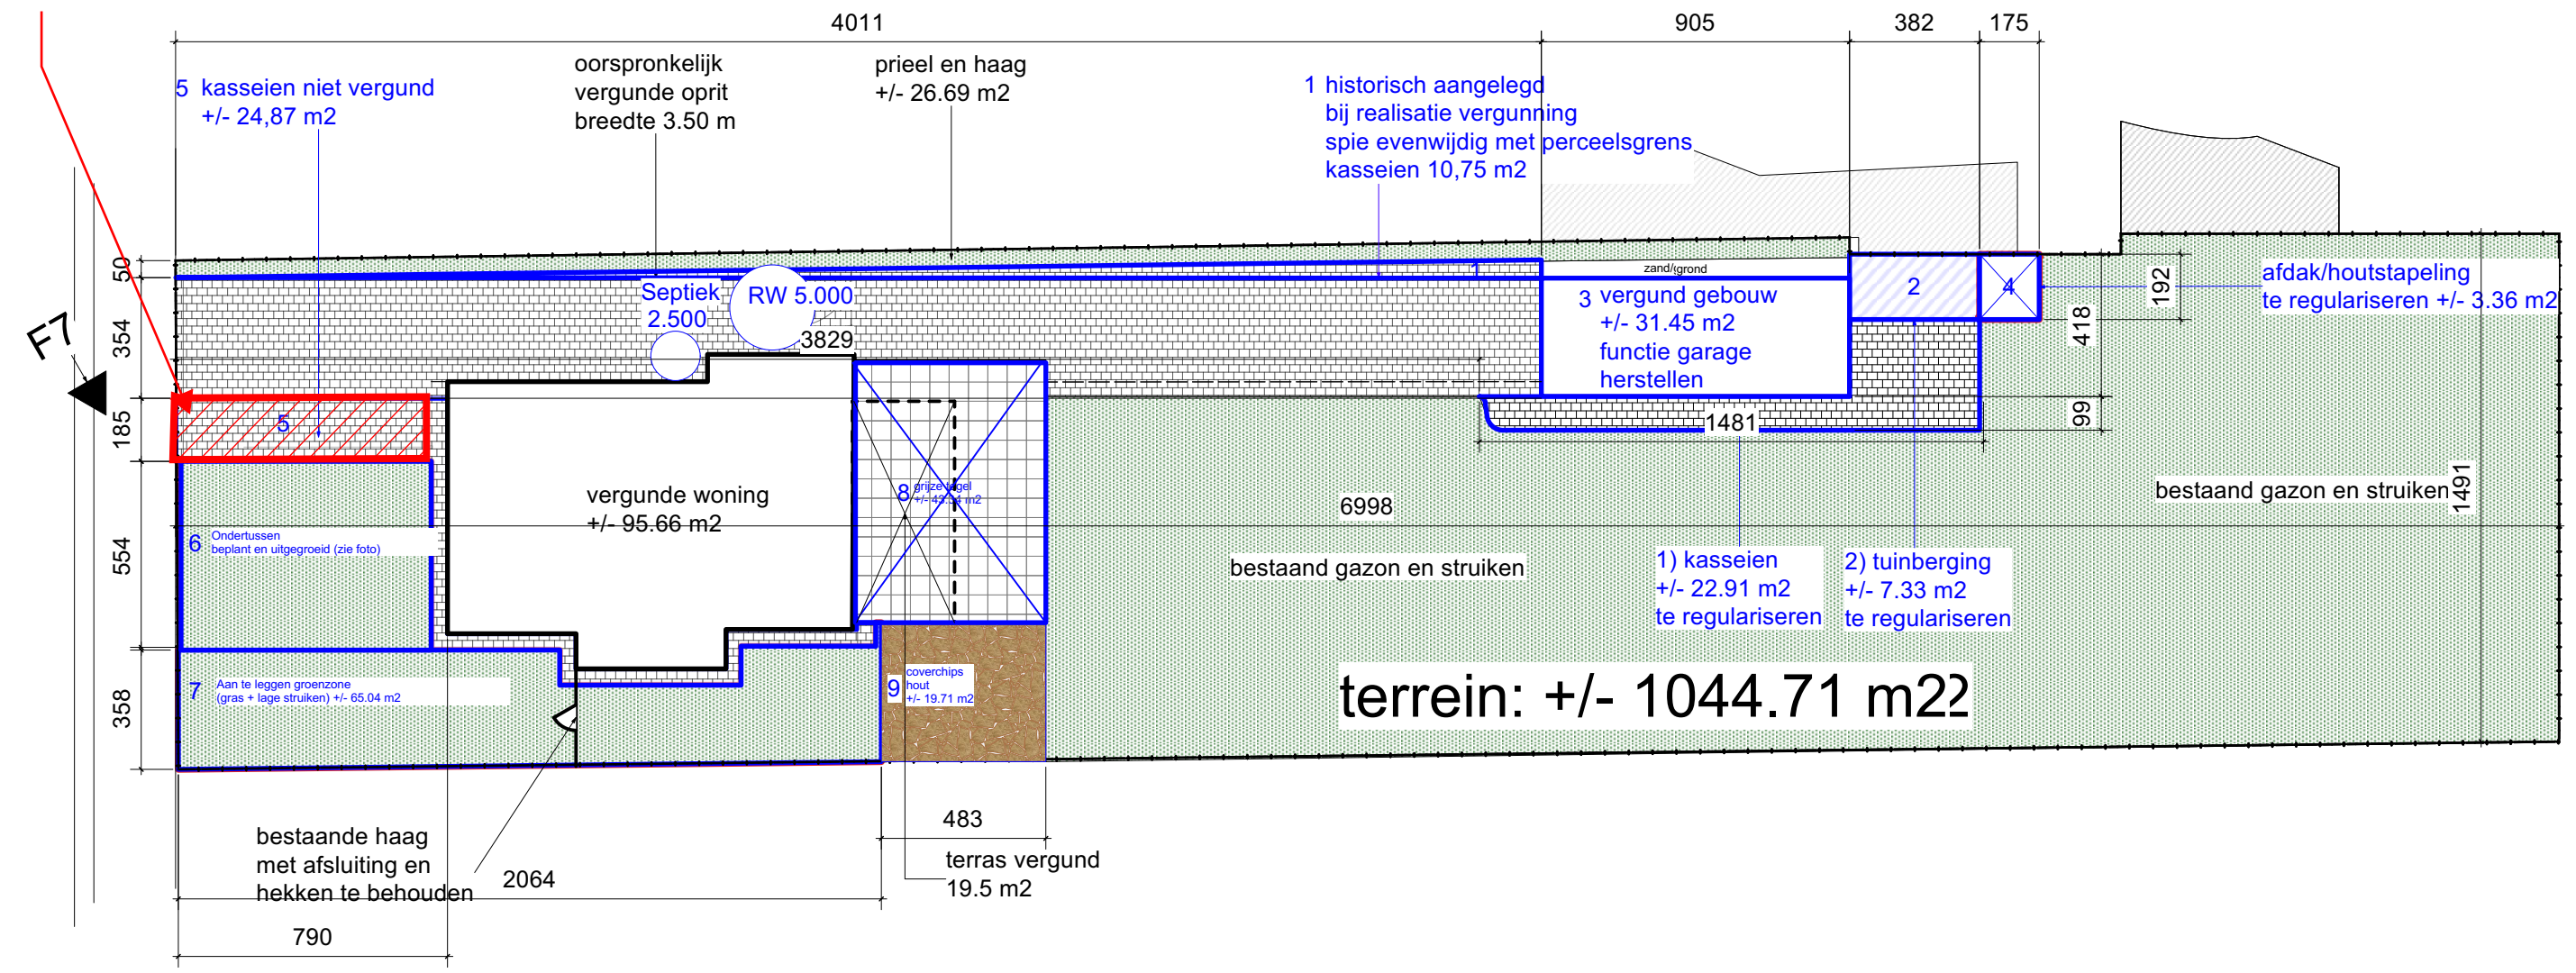 4011
905
382
175
5 kasseien niet vergund
+/- 24,87 m2
oorspronkelijk
vergunde oprit
breedte 3.50 m
prieel en haag
+/- 26.69 m2
1 historisch aangelegd
bij realisatie vergunning
spie evenwijdig met perceelsgrens
kasseien 10,75 m2
50
354
185
554
358
F7
Septiek
2.500
RW 5.000
3829
1
zand/grond
3 vergund gebouw
+/- 31.45 m2
functie garage
herstellen
2
4
192
418
99
afdak/houtstapeling
te regulariseren +/- 3.36 m2
5
1481
vergunde woning
+/- 95.66 m2
8 grijze tegel
+/- 43.34 m2
6998
1491
bestaand gazon en struiken
bestaand gazon en struiken
6 Ondertussen
beplant en uitgegroeid (zie foto)
1) kasseien
+/- 22.91 m2
te regulariseren
2) tuinberging
+/- 7.33 m2
te regulariseren
7 Aan te leggen groenzone
(gras + lage struiken) +/- 65.04 m2
9 coverchips
hout
+/- 19.71 m2
terrein: +/- 1044.71 m22
bestaande haag
met afsluiting en
hekken te behouden
2064
483
terras vergund
19.5 m2
790